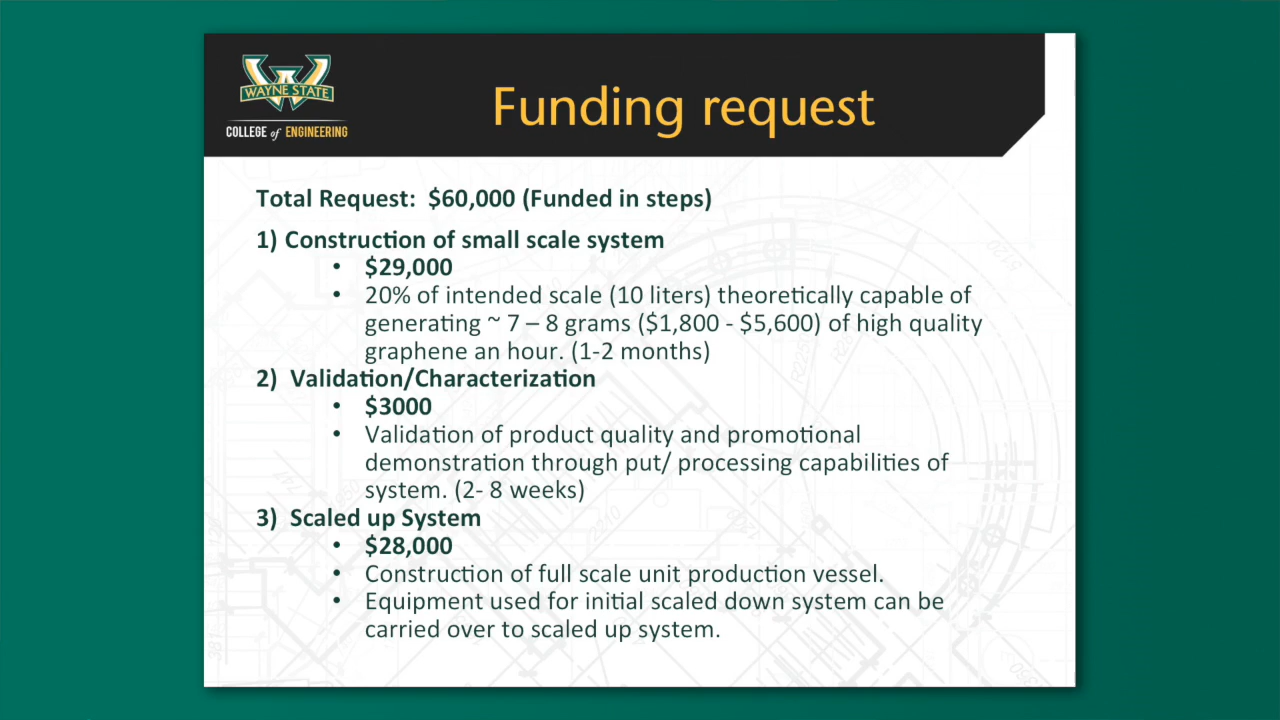 WAYNE STATE
COLLEGE of ENGINEERING
Funding request
Total Request:  $60,000 (Funded in steps)
1) Construction of small scale system
• $29,000
• 20% of intended scale (10 liters) theoretically capable of
generating ~ 7 – 8 grams ($1,800 - $5,600) of high quality
graphene an hour. (1-2 months)
2)  Validation/Characterization
• $3000
• Validation of product quality and promotional
demonstration through put/ processing capabilities of
system. (2- 8 weeks)
3)  Scaled up System
• $28,000
• Construction of full scale unit production vessel.
• Equipment used for initial scaled down system can be
carried over to scaled up system.